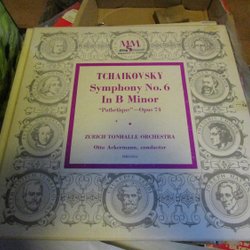 TCHAIKOVSKY
Symphony No. 6
In B Minor
"Pathetique"—Opus 74
ZURICH TONHALLE ORCHESTRA
Otto Ackermann, conductor